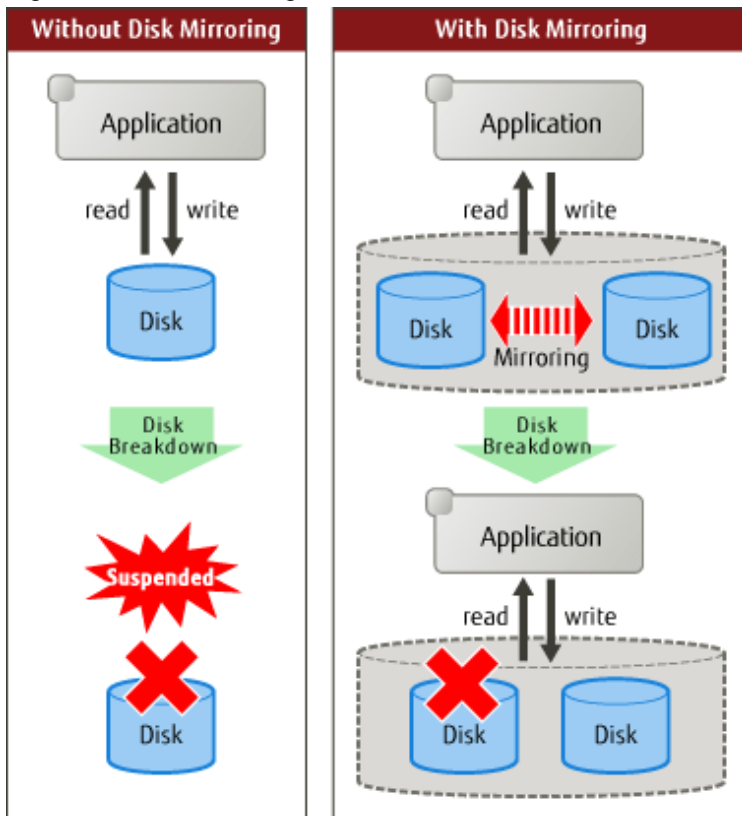 Without Disk Mirroring
Application
read
write
Disk
Disk
Breakdown
Suspended
Disk
With Disk Mirroring
Application
read
write
Disk
Mirroring
Disk
Disk
Breakdown
Application
read
write
Disk
Disk